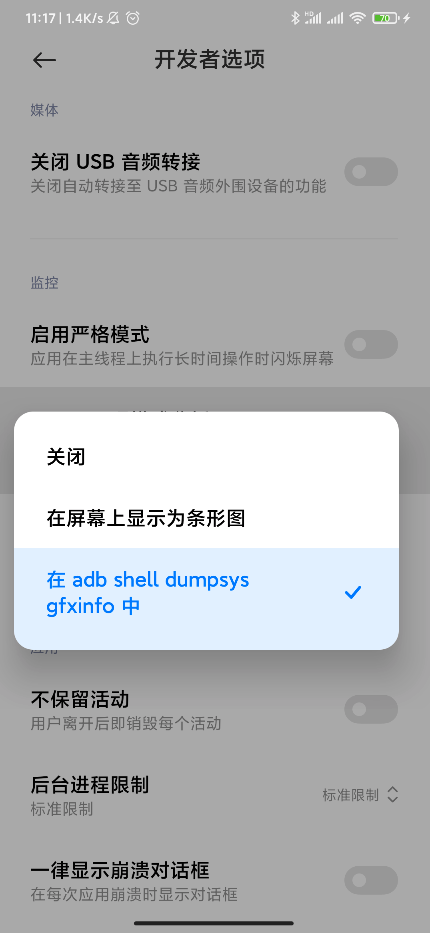 11:17 | 1.4K/s
HD
70
开发者选项
媒体
关闭 USB 音频转接
关闭自动转接至 USB 音频外围设备的功能
监控
启用严格模式
应用在主线程上执行长时间操作时闪烁屏幕
关闭
在屏幕上显示为条形图
在 adb shell dumpsys
gfxinfo 中
不保留活动
用户离开后即销毁每个活动
后台进程限制
标准限制
标准限制
一律显示崩溃对话框
在每次应用崩溃时显示对话框